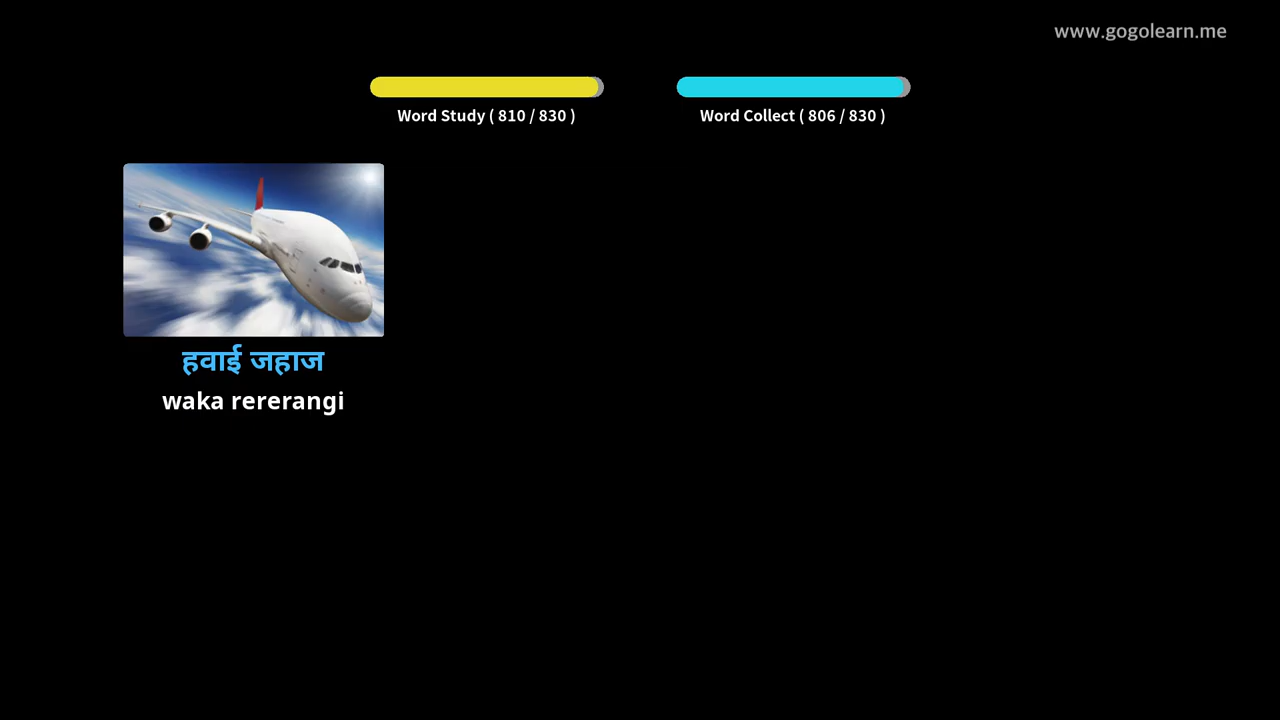 www.gogolearn.me
Word Study ( 810 / 830 )
Word Collect ( 806 / 830 )
हवाई जहाज
waka rererangi